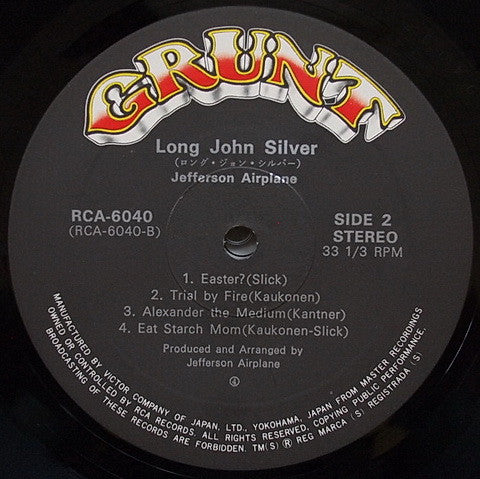 GRUNT
Long John Silver
(ロング・ジョン・シルバー)
Jefferson Airplane
RCA-6040
(RCA-6040-B)
SIDE 2
STEREO
33 1/3 RPM
1. Easter?(Slick)
2. Trial by Fire(Kaukonen)
3. Alexander the Medium(Kantner)
4. Eat Starch Mom(Kaukonen-Slick)
Produced and Arranged by
Jefferson Airplane
④
MANUFACTURED BY VICTOR COMPANY OF JAPAN, LTD., YOKOHAMA, JAPAN FROM MASTER RECORDINGS
OWNED OR CONTROLLED BY RCA RECORDS. ALL RIGHTS RESERVED. COPYING PUBLIC PERFORMANCE,
BROADCASTING OF THESE RECORDS ARE FORBIDDEN. TM(S) ® REG MARCA (S) REGISTRADA (S)